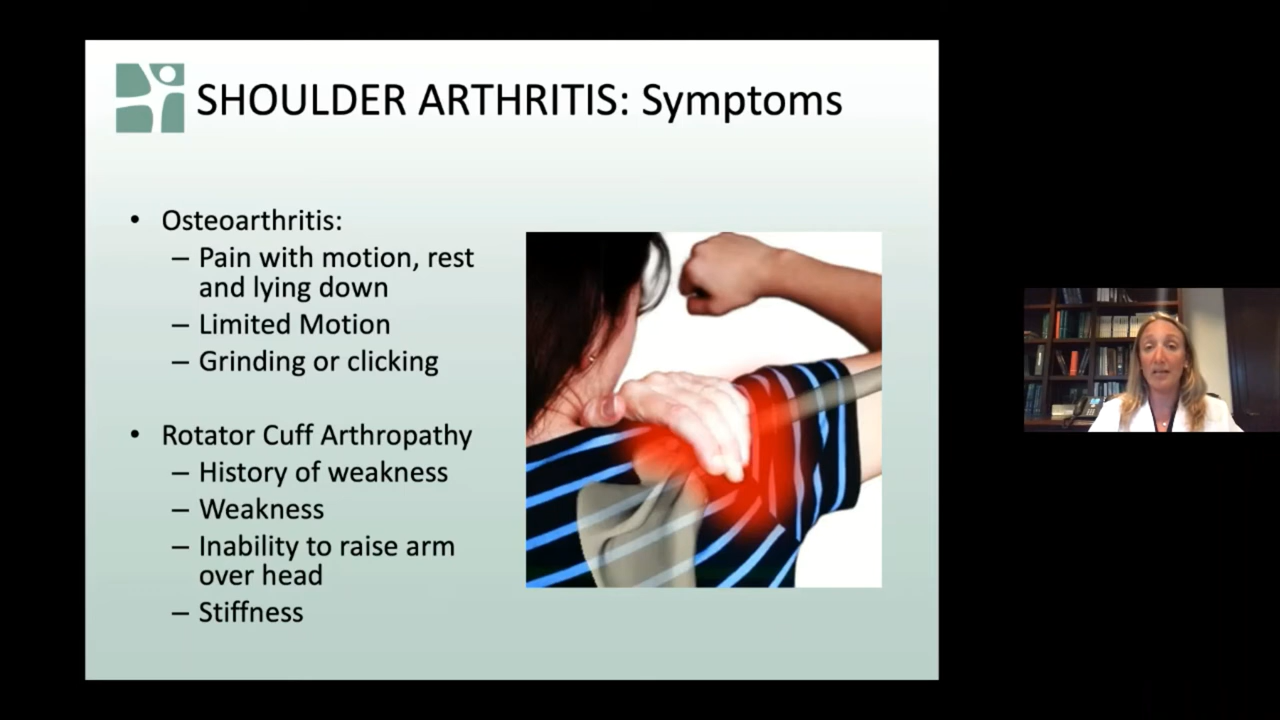 SHOULDER ARTHRITIS: Symptoms
• Osteoarthritis:
– Pain with motion, rest
and lying down
– Limited Motion
– Grinding or clicking
• Rotator Cuff Arthropathy
– History of weakness
– Weakness
– Inability to raise arm
over head
– Stiffness